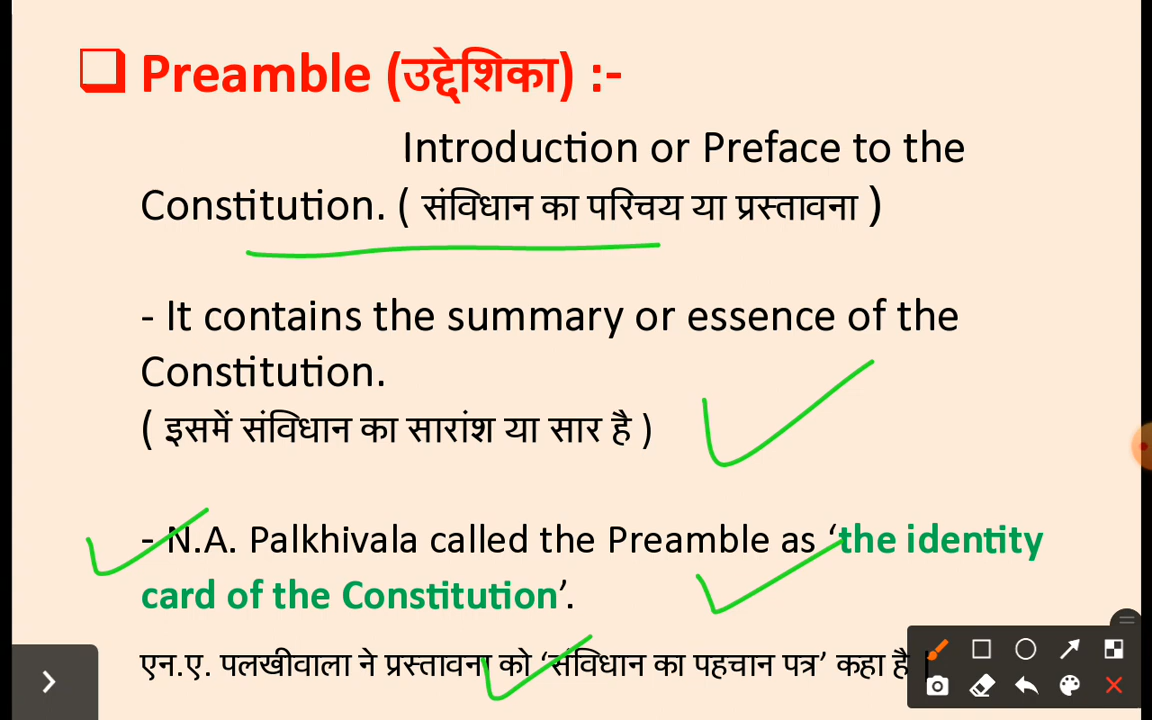 Preamble (उद्देशिका) :-
Introduction or Preface to the
Constitution. ( संविधान का परिचय या प्रस्तावना )
- It contains the summary or essence of the
Constitution.
( इसमें संविधान का सारांश या सार है )
- N.A. Palkhivala called the Preamble as ‘the identity
card of the Constitution’.
एन.ए. पलखीवाला ने प्रस्तावना को ‘संविधान का पहचान पत्र’ कहा है |